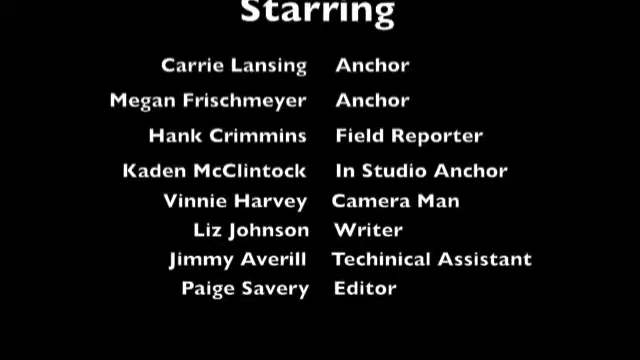 Starring
Carrie Lansing Anchor
Megan Frischmeyer Anchor
Hank Crimmins Field Reporter
Kaden McClintock In Studio Anchor
Vinnie Harvey Camera Man
Liz Johnson Writer
Jimmy Averill Techinical Assistant
Paige Savery Editor